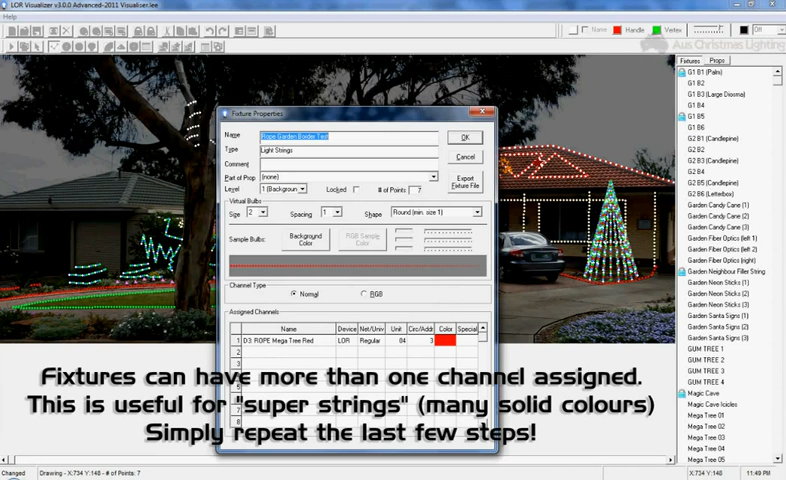 LOR Visualizer v3.0.0 Advanced-2011 Visualiser.lee
Help
Name
Handle
Vertex
Off
Aus Christmas Lighting
Fixtures Props
Fixture Properties
Name Rope Garden Border Test
Type Light Strings
Comment
Part of Prop (none)
Level 1 (Backgroun
Locked
# of Points 7
OK
Cancel
Export
Fixture File
Virtual Bulbs
Size 2 Spacing 1 Shape Round (min. size 1)
Sample Bulbs:
Background
Color
RGB Sample
Color
Channel Type
Normal RGB
Assigned Channels
Name Device Net/Univ Unit Circ/Addr Color Special
1 D3: ROPE Mega Tree Red LOR Regular 04 3
2
3
8
Fixtures can have more than one channel assigned.
This is useful for "super strings" (many solid colours)
Simply repeat the last few steps!
G1 B1 (Palm)
G1 B2
G1 B3 (Large Diosma)
G1 B4
G1 B5
G1 B6
G2 B1 (Candlepine)
G2 B2
G2 B3
G2 B4
G2 B5 (Candlepine)
G2 B6 (Letterbox)
Garden Candy Cane (1)
Garden Candy Cane (2)
Garden Candy Cane (3)
Garden Fiber Optics (left 1)
Garden Fiber Optics (left 2)
Garden Fiber Optics (right)
Garden Neighbour Filler String
Garden Neon Sticks (1)
Garden Neon Sticks (2)
Garden Neon Sticks (3)
Garden Santa Signs (1)
Garden Santa Signs (2)
Garden Santa Signs (3)
GUM TREE 1
GUM TREE 2
GUM TREE 3
GUM TREE 4
Magic Cave
Magic Cave Icicles
Mega Tree 01
Mega Tree 02
Mega Tree 03
Mega Tree 04
Mega Tree 05
Changed Drawing - X:734 Y:148 - # of Points: 7
X:734 Y:148
11:49 PM